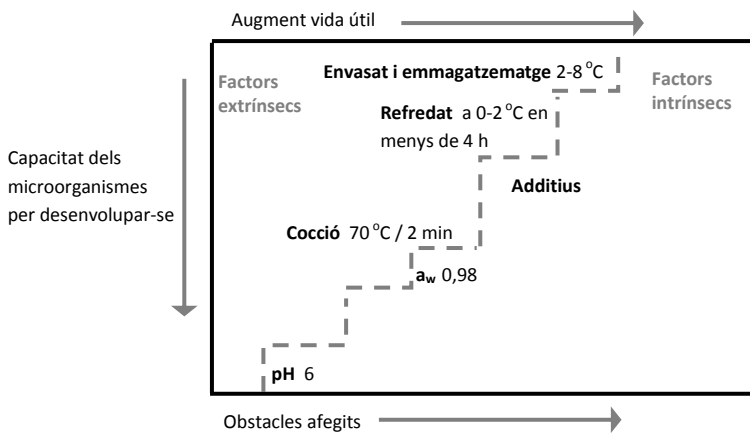 Augment vida útil
Envasat i emmagatzematge 2-8 °C
Factors
extrínsecs
Factors
intrínsecs
Refredat a 0-2 °C en
menys de 4 h
Capacitat dels
microorganismes
per desenvolupar-se
Additius
Cocció 70 °C / 2 min
aw 0,98
pH 6
Obstacles afegits